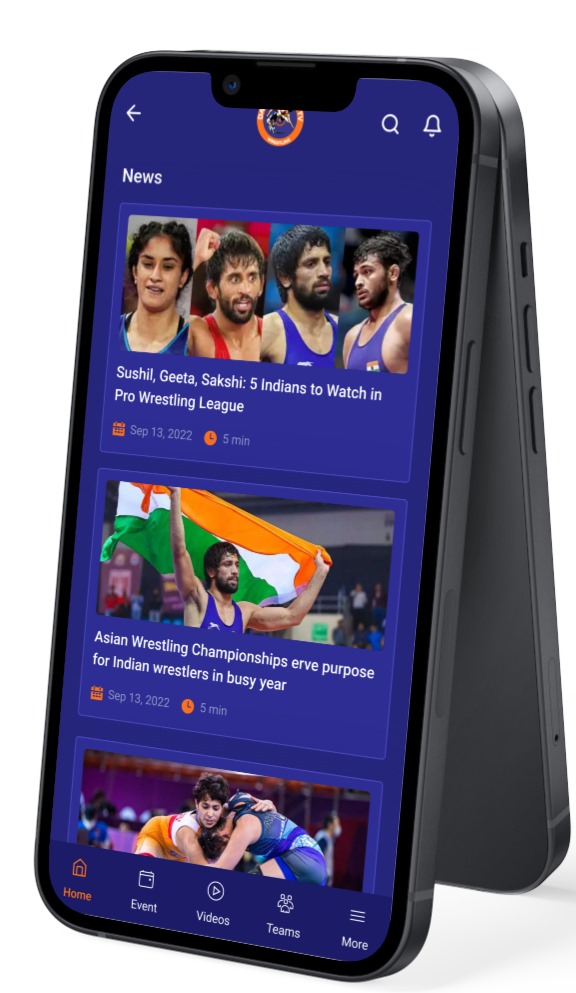 News
Sushil, Geeta, Sakshi: 5 Indians to Watch in
Pro Wrestling League
Sep 13, 2022 5 min
Asian Wrestling Championships erve purpose
for Indian wrestlers in busy year
Sep 13, 2022 5 min
Home Event Videos Teams More